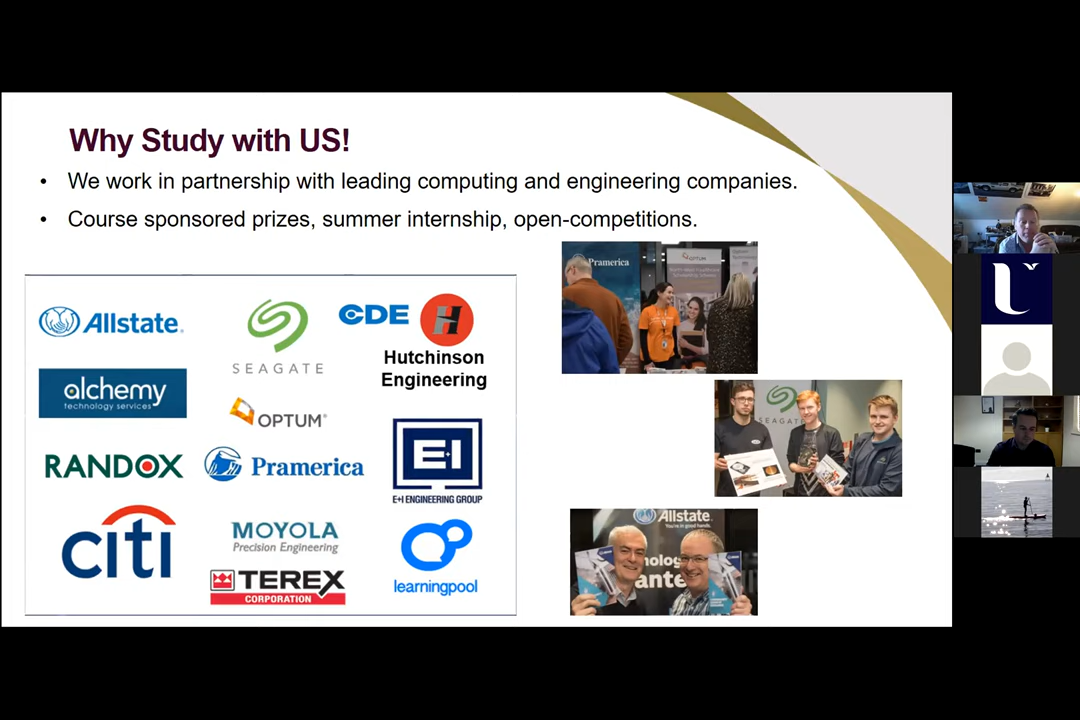 Why Study with US!
• We work in partnership with leading computing and engineering companies.
• Course sponsored prizes, summer internship, open-competitions.
Allstate.
SEAGATE
CDE
H
Hutchinson
Engineering
alchemy
technology services
OPTUM®
RANDOX
Pramerica
E+I
E+I ENGINEERING GROUP
citi
MOYOLA
Precision Engineering
TEREX
CORPORATION
learningpool
Pramerica
OPTUM
SEAGATE
Allstate.
You're in good hands.